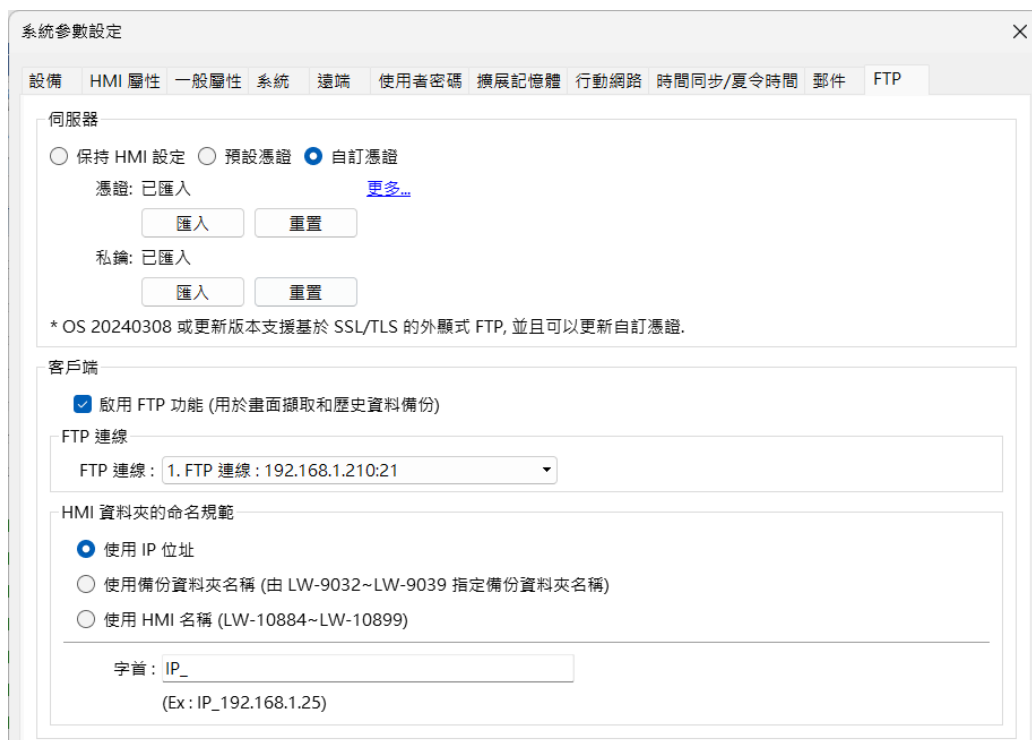 系統參數設定
設備 HMI 屬性 一般屬性 系統 遠端 使用者密碼 擴展記憶體 行動網路 時間同步/夏令時間 郵件 FTP
伺服器
保持 HMI 設定 預設憑證 自訂憑證
憑證: 已匯入 更多...
匯入 重置
私鑰: 已匯入
匯入 重置
* OS 20240308 或更新版本支援基於 SSL/TLS 的外顯式 FTP, 並且可以更新自訂憑證.
客戶端
啟用 FTP 功能 (用於畫面擷取和歷史資料備份)
FTP 連線
FTP 連線 : 1. FTP 連線 : 192.168.1.210:21
HMI 資料夾的命名規範
使用 IP 位址
使用備份資料夾名稱 (由 LW-9032~LW-9039 指定備份資料夾名稱)
使用 HMI 名稱 (LW-10884~LW-10899)
字首 : IP_
(Ex : IP_192.168.1.25)